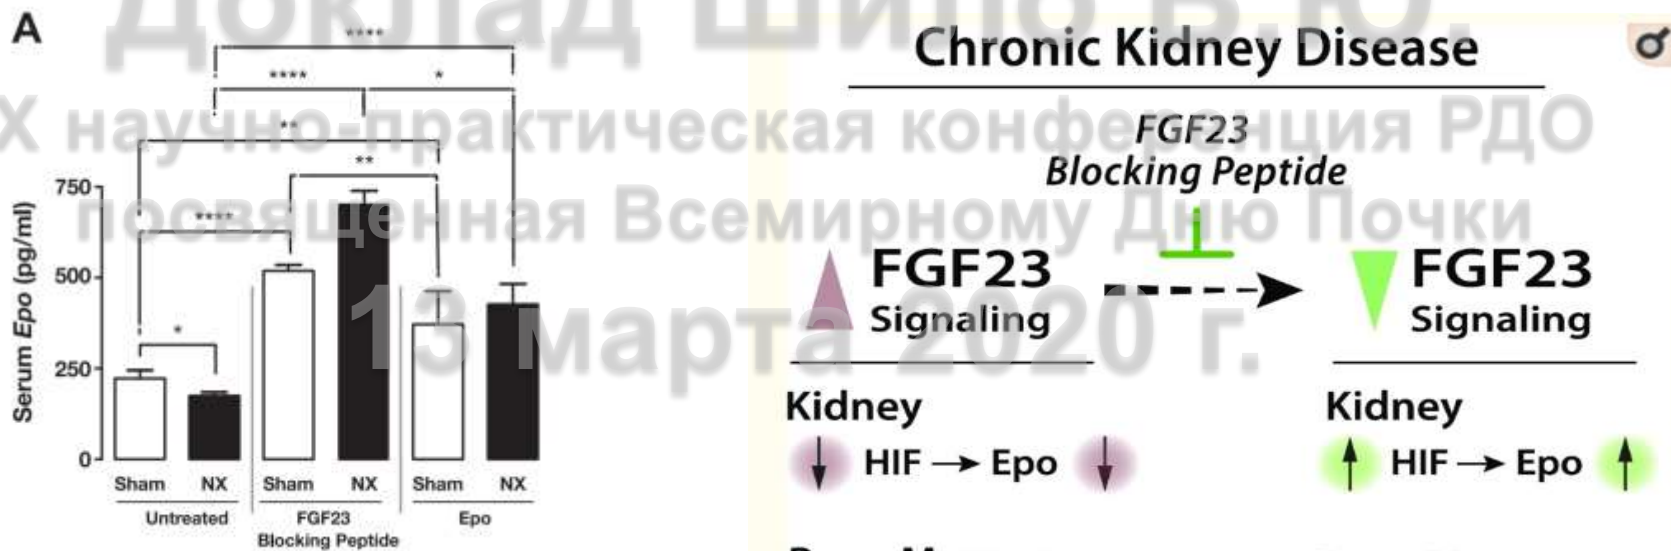 Доклад Шило В.Ю.
X научно-практическая конференция РДО
посвященная Всемирному Дню Почки
13 марта 2020 г.
A
****
**** *
**
**
****
*
Serum Epo (pg/ml)
750
500
250
0
Sham NX Sham NX Sham NX
Untreated FGF23 Epo
Blocking Peptide
Chronic Kidney Disease
FGF23
Blocking Peptide
FGF23 FGF23
Signaling Signaling
Kidney Kidney
HIF → Epo HIF → Epo